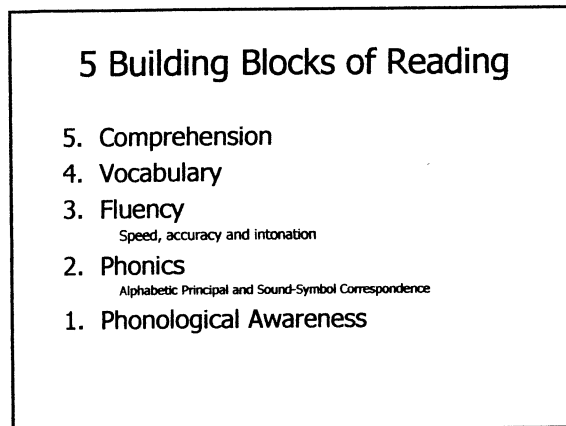 5 Building Blocks of Reading
5. Comprehension
4. Vocabulary
3. Fluency
Speed, accuracy and intonation
2. Phonics
Alphabetic Principal and Sound-Symbol Correspondence
1. Phonological Awareness